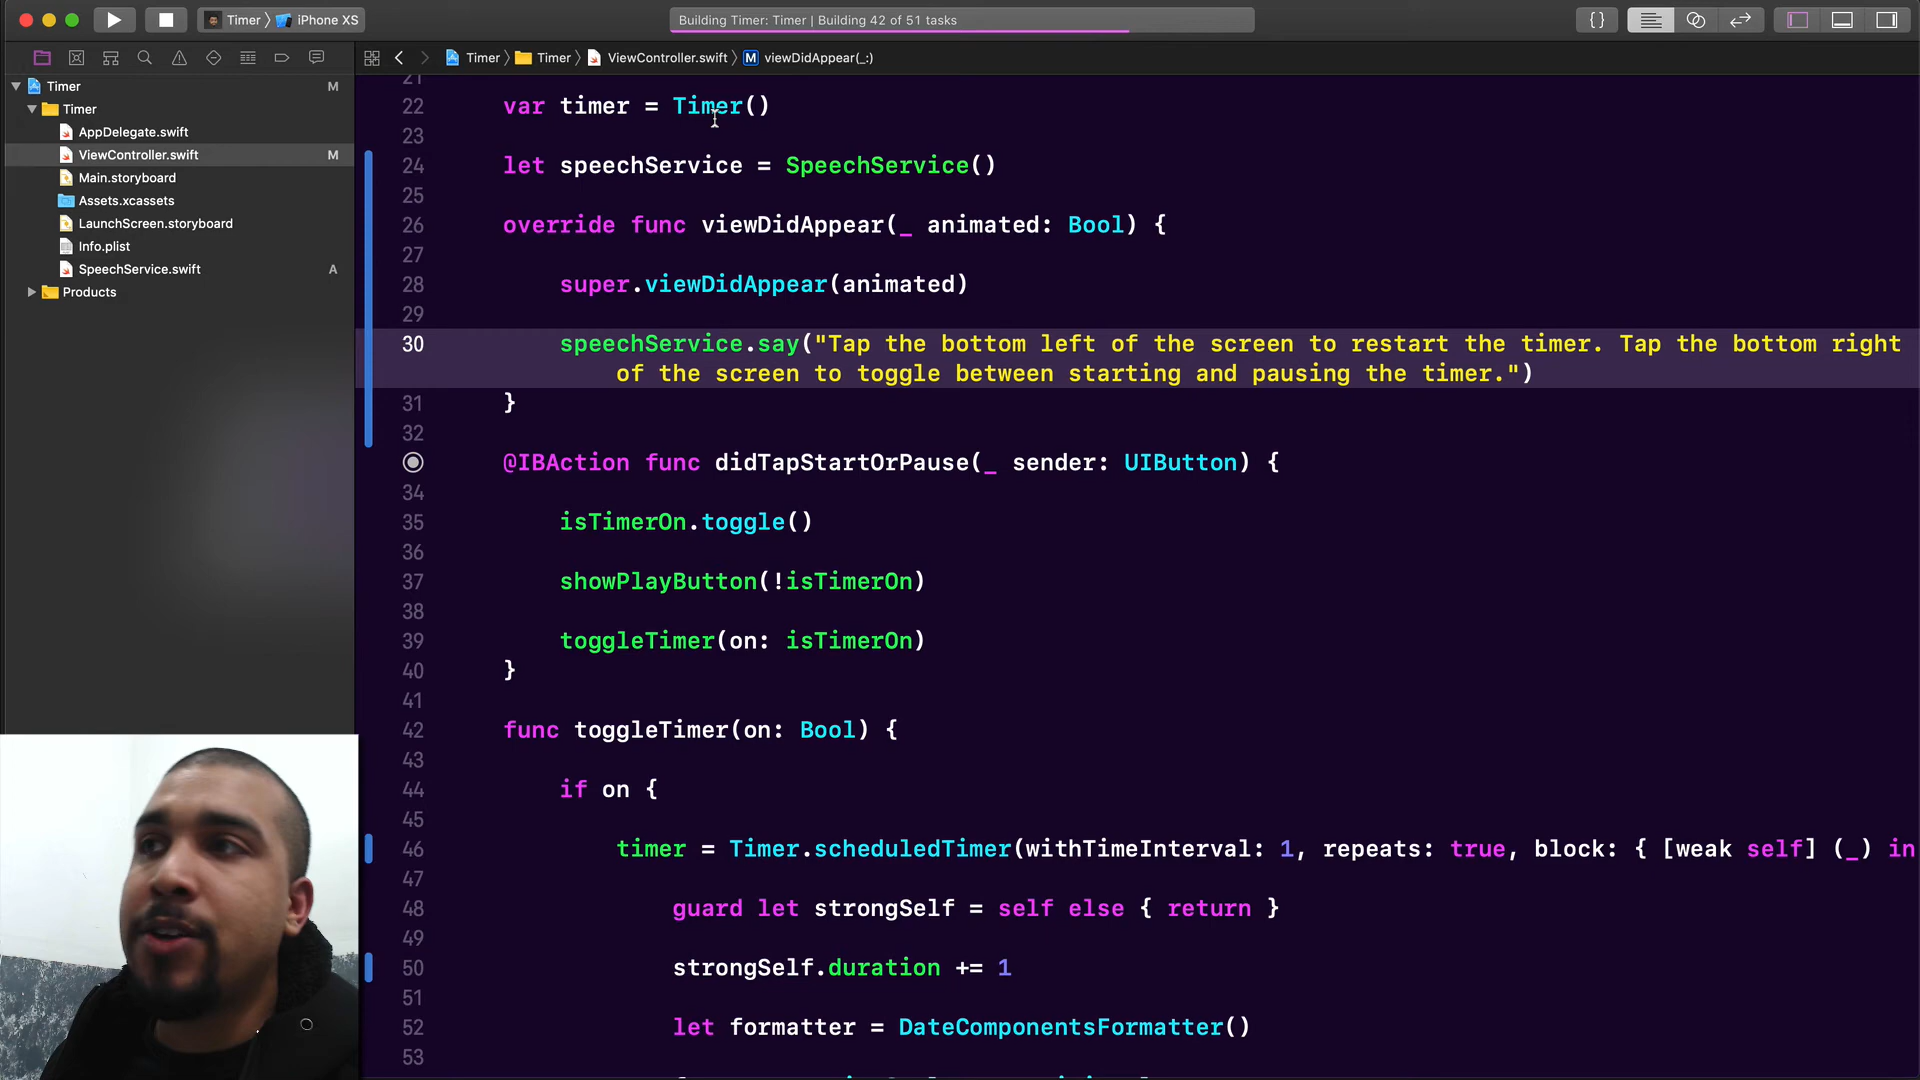 Timer 〉 iPhone XS
Building Timer: Timer | Building 42 of 51 tasks
{}
Timer 〉 Timer 〉 ViewController.swift 〉 M viewDidAppear(_:)
Timer M
Timer
AppDelegate.swift
ViewController.swift M
Main.storyboard
Assets.xcassets
LaunchScreen.storyboard
Info.plist
SpeechService.swift A
Products
21
22 var timer = Timer()
23
24 let speechService = SpeechService()
25
26 override func viewDidAppear(_ animated: Bool) {
27
28 super.viewDidAppear(animated)
29
30 speechService.say("Tap the bottom left of the screen to restart the timer. Tap the bottom right
of the screen to toggle between starting and pausing the timer.")
31 }
32
@IBAction func didTapStartOrPause(_ sender: UIButton) {
34
35 isTimerOn.toggle()
36
37 showPlayButton(!isTimerOn)
38
39 toggleTimer(on: isTimerOn)
40 }
41
42 func toggleTimer(on: Bool) {
43
44 if on {
45
46 timer = Timer.scheduledTimer(withTimeInterval: 1, repeats: true, block: { [weak self] (_) in
47
48 guard let strongSelf = self else { return }
49
50 strongSelf.duration += 1
51
52 let formatter = DateComponentsFormatter()
53